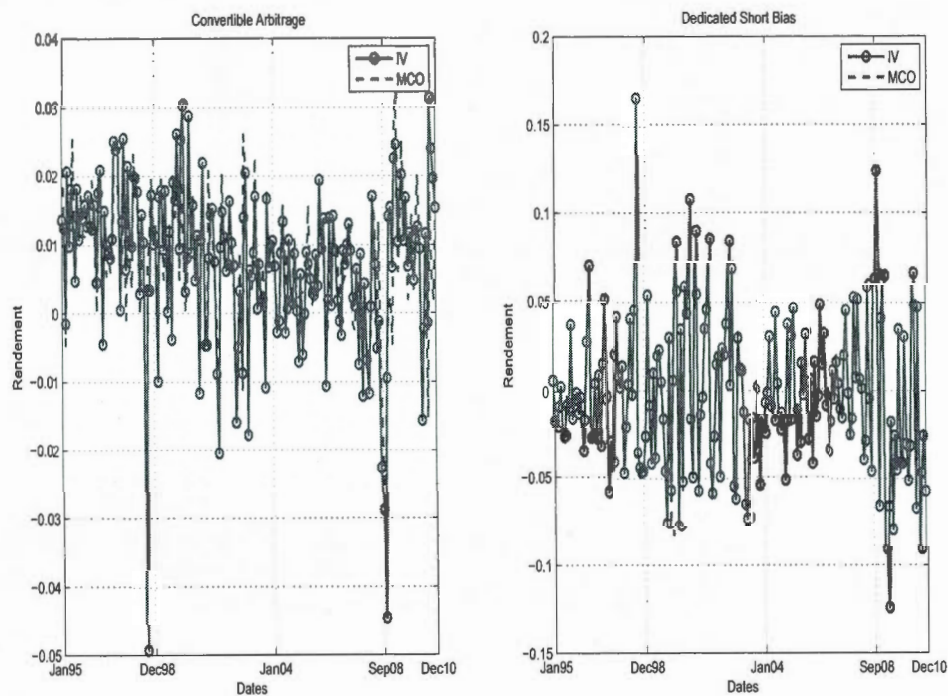 Convertible Arbitrage
0.04
0.03
0.02
0.01
0
−0.01
−0.02
−0.03
−0.04
−0.05
Rendement
IV
MCO
Jan95
Dec98
Jan04
Sep08
Dec10
Dates
Dedicated Short Bias
0.2
0.15
0.1
0.05
0
−0.05
−0.1
−0.15
Rendement
IV
MCO
Jan95
Dec98
Jan04
Sep08
Dec10
Dates